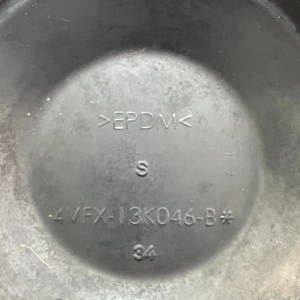 >EPDM<
S
4VFX-13K046-B*
34